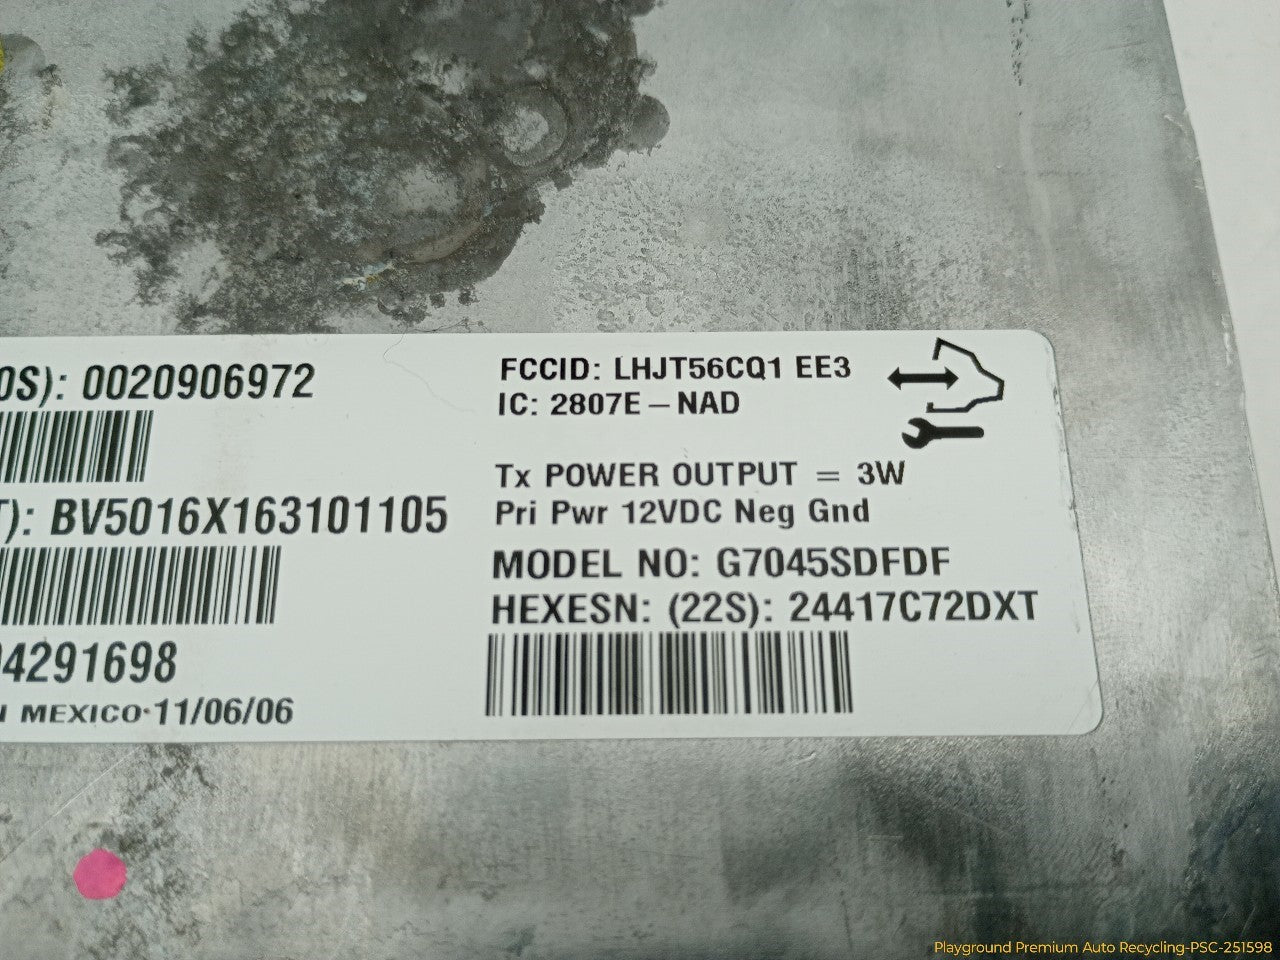 0S): 0020906972
T): BV5016X163101105
4291698
MEXICO·11/06/06
FCCID: LHJT56CQ1 EE3
IC: 2807E – NAD
Tx POWER OUTPUT = 3W
Pri Pwr 12VDC Neg Gnd
MODEL NO: G7045SDFDF
HEXESN: (22S): 24417C72DXT
Playground Premium Auto Recycling-PSC-251598